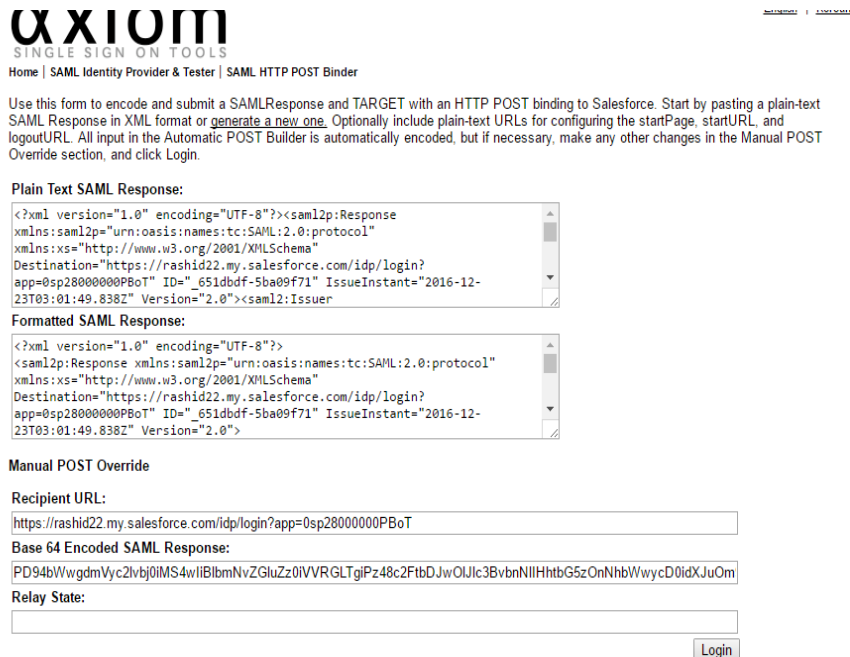 axiom
SINGLE SIGN ON TOOLS
Home | SAML Identity Provider & Tester | SAML HTTP POST Binder
Use this form to encode and submit a SAMLResponse and TARGET with an HTTP POST binding to Salesforce. Start by pasting a plain-text
SAML Response in XML format or generate a new one. Optionally include plain-text URLs for configuring the startPage, startURL, and
logoutURL. All input in the Automatic POST Builder is automatically encoded, but if necessary, make any other changes in the Manual POST
Override section, and click Login.
Plain Text SAML Response:
<?xml version="1.0" encoding="UTF-8"?><saml2p:Response
xmlns:saml2p="urn:oasis:names:tc:SAML:2.0:protocol"
xmlns:xs="http://www.w3.org/2001/XMLSchema"
Destination="https://rashid22.my.salesforce.com/idp/login?
app=0sp28000000PBoT" ID="_651dbdf-5ba09f71" IssueInstant="2016-12-
23T03:01:49.838Z" Version="2.0"><saml2:Issuer
Formatted SAML Response:
<?xml version="1.0" encoding="UTF-8"?>
<saml2p:Response xmlns:saml2p="urn:oasis:names:tc:SAML:2.0:protocol"
xmlns:xs="http://www.w3.org/2001/XMLSchema"
Destination="https://rashid22.my.salesforce.com/idp/login?
app=0sp28000000PBoT" ID="_651dbdf-5ba09f71" IssueInstant="2016-12-
23T03:01:49.838Z" Version="2.0">
Manual POST Override
Recipient URL:
https://rashid22.my.salesforce.com/idp/login?app=0sp28000000PBoT
Base 64 Encoded SAML Response:
Relay State:
Login